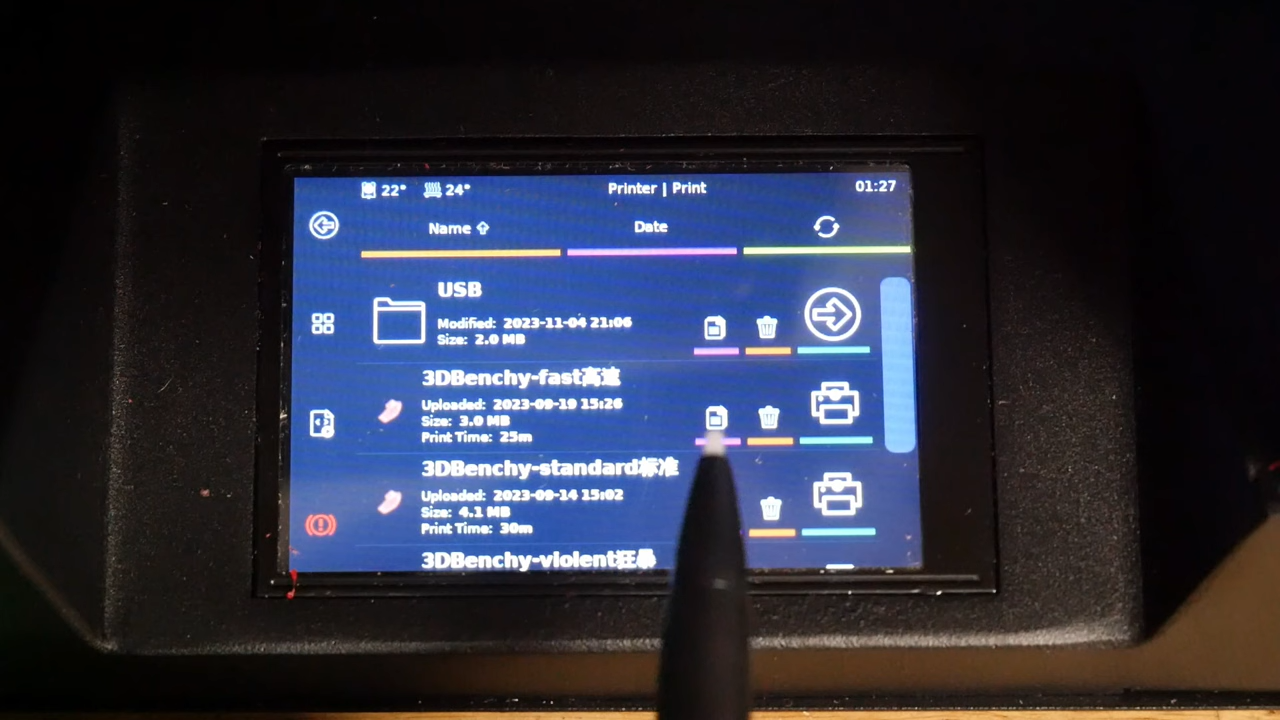 22° 24° Printer | Print 01:27
Name Date
USB
Modified: 2023-11-04 21:06
Size: 2.0 MB
3DBenchy-fast高速
Uploaded: 2023-09-19 15:26
Size: 3.0 MB
Print Time: 25m
3DBenchy-standard标准
Uploaded: 2023-09-14 15:02
Size: 4.1 MB
Print Time: 30m
3DBenchy-violent狂暴